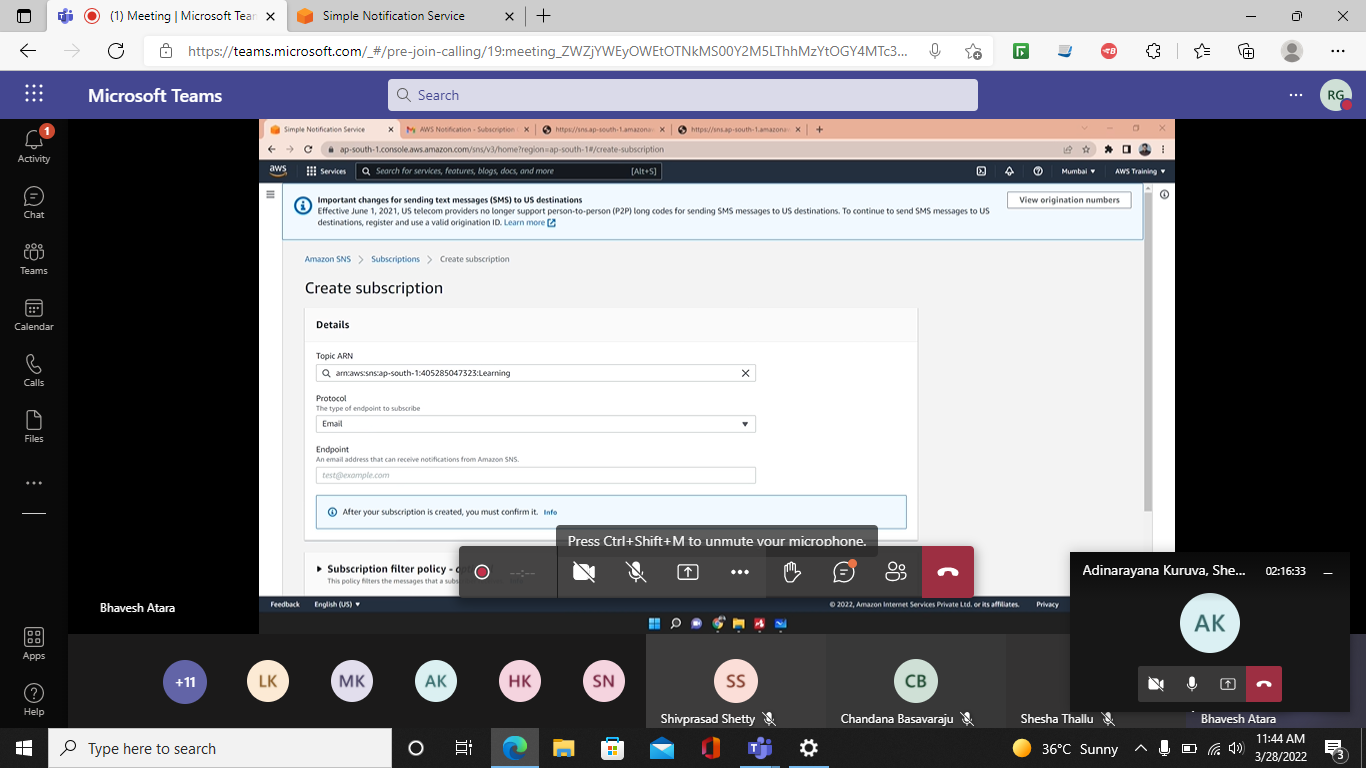 (1) Meeting | Microsoft Tear
Simple Notification Service
https://teams.microsoft.com/_#/pre-join-calling/19:meeting_ZWZjYWEyOWEtOTNkMS00Y2M5LThhMzYtOGY4MTc3...
Microsoft Teams
Search
RG
1
Activity
Chat
Teams
Calendar
Calls
Files
Apps
Help
Simple Notification Service
AWS Notification - Subscription
https://sns.ap-south-1.amazona
https://sns.ap-south-1.amazona
ap-south-1.console.aws.amazon.com/sns/v3/home?region=ap-south-1#/create-subscription
aws
Services
Search for services, features, blogs, docs, and more
[Alt+S]
Mumbai
AWS Training
Important changes for sending text messages (SMS) to US destinations
Effective June 1, 2021, US telecom providers no longer support person-to-person (P2P) long codes for sending SMS messages to US destinations. To continue to send SMS messages to US
destinations, register and use a valid origination ID. Learn more
View origination numbers
Amazon SNS > Subscriptions > Create subscription
Create subscription
Details
Topic ARN
arn:aws:sns:ap-south-1:405285047323:Learning
Protocol
The type of endpoint to subscribe
Email
Endpoint
An email address that can receive notifications from Amazon SNS.
test@example.com
After your subscription is created, you must confirm it. Info
Press Ctrl+Shift+M to unmute your microphone.
Subscription filter policy -
This policy filters the messages that a
--:--
Feedback
English (US)
© 2022, Amazon Internet Services Private Ltd. or its affiliates.
Privacy
Bhavesh Atara
Adinarayana Kuruva, She...
02:16:33
AK
+11
LK
MK
AK
HK
SN
SS
Shivprasad Shetty
CB
Chandana Basavaraju
Shesha Thallu
Bhavesh Atara
Type here to search
36°C Sunny
11:44 AM
3/28/2022
3